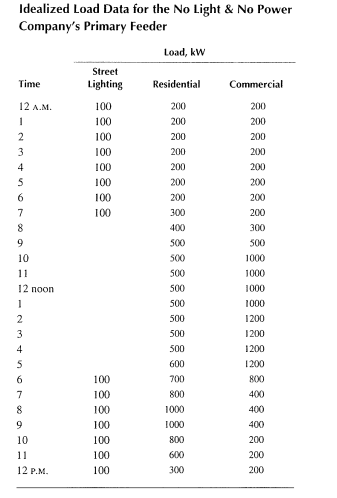 Idealized Load Data for the No Light & No Power
Company's Primary Feeder
Load, kW
Street
Time Lighting Residential Commercial
12 A.M. 100 200 200
1 100 200 200
2 100 200 200
3 100 200 200
4 100 200 200
5 100 200 200
6 100 200 200
7 100 300 200
8 400 300
9 500 500
10 500 1000
11 500 1000
12 noon 500 1000
1 500 1000
2 500 1200
3 500 1200
4 500 1200
5 600 1200
6 100 700 800
7 100 800 400
8 100 1000 400
9 100 1000 400
10 100 800 200
11 100 600 200
12 P.M. 100 300 200